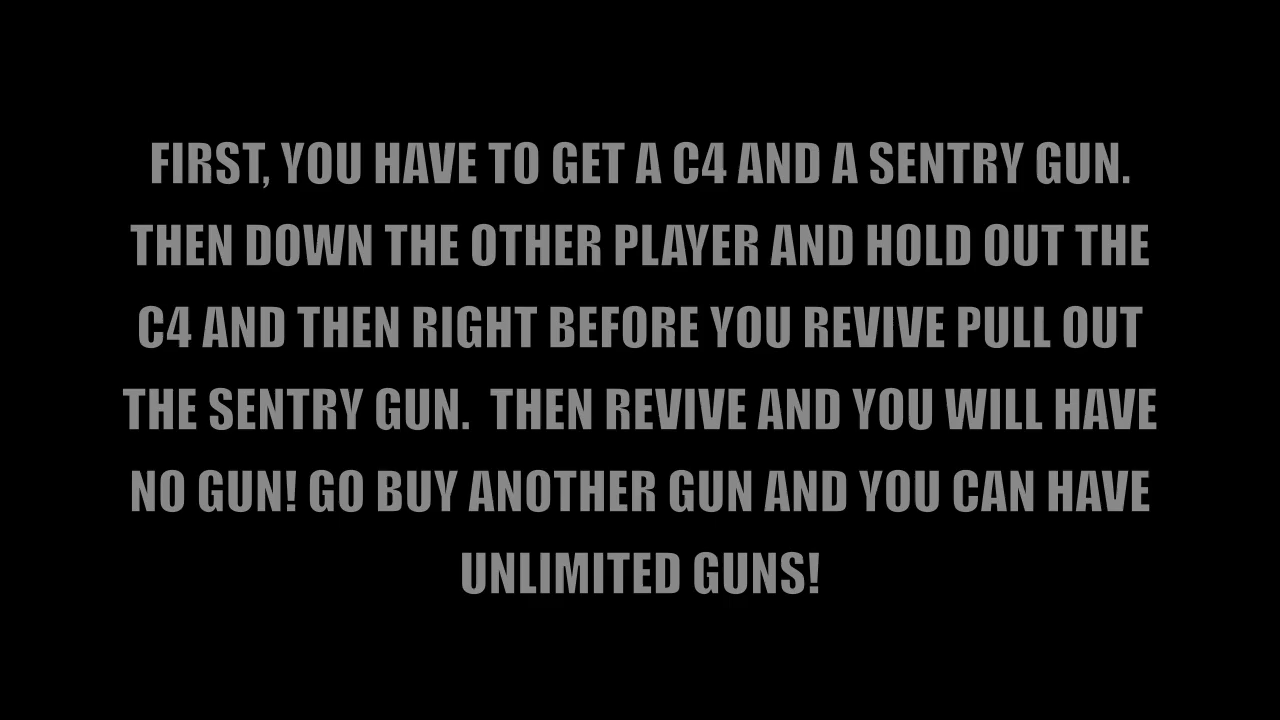 FIRST, YOU HAVE TO GET A C4 AND A SENTRY GUN.
THEN DOWN THE OTHER PLAYER AND HOLD OUT THE
C4 AND THEN RIGHT BEFORE YOU REVIVE PULL OUT
THE SENTRY GUN.  THEN REVIVE AND YOU WILL HAVE
NO GUN! GO BUY ANOTHER GUN AND YOU CAN HAVE
UNLIMITED GUNS!